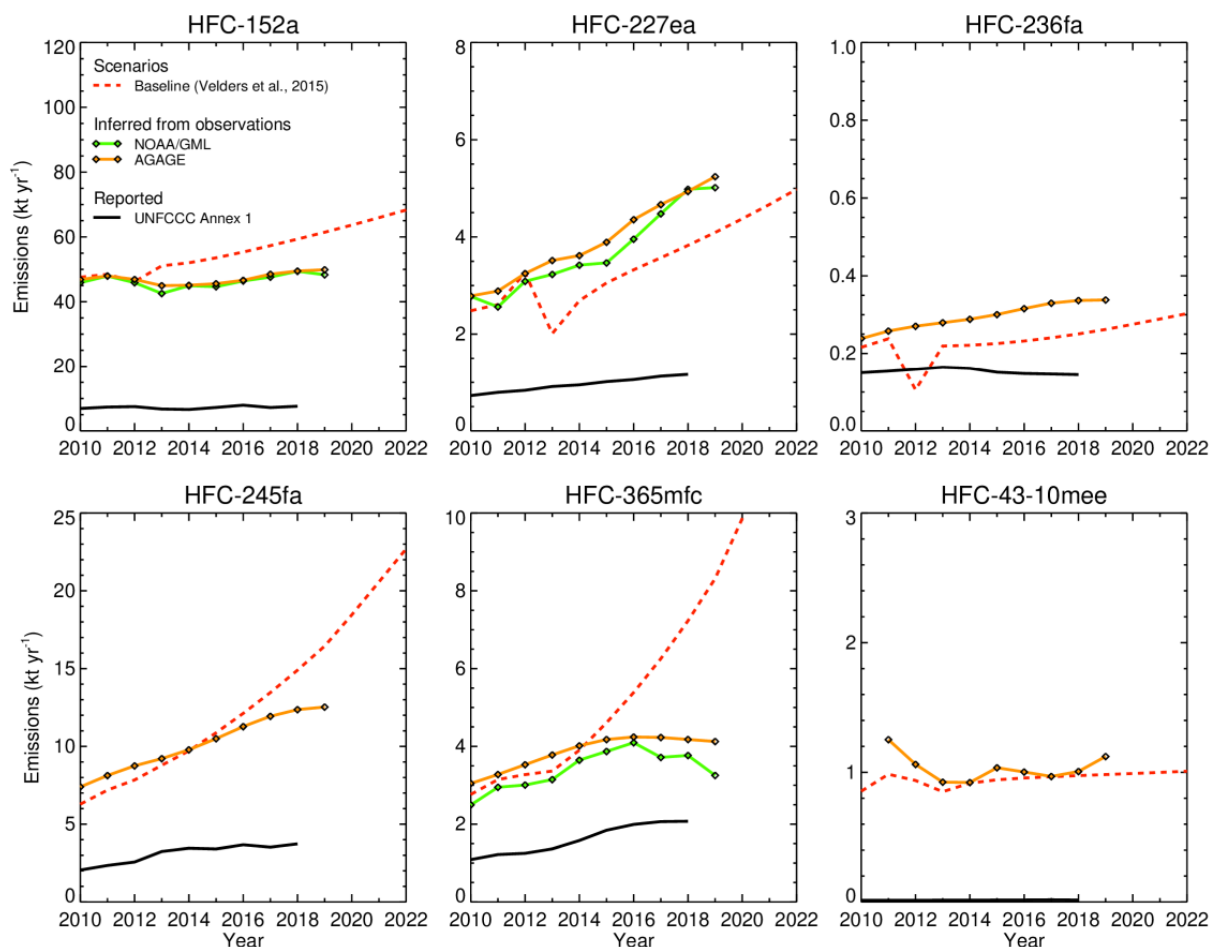 HFC-152a
120
100
80
60
40
20
0
Emissions (kt yr-1)
Scenarios
Baseline (Velders et al., 2015)
Inferred from observations
NOAA/GML
AGAGE
Reported
UNFCCC Annex 1
2010 2012 2014 2016 2018 2020 2022
HFC-227ea
8
6
4
2
0
2010 2012 2014 2016 2018 2020 2022
HFC-236fa
1.0
0.8
0.6
0.4
0.2
0.0
2010 2012 2014 2016 2018 2020 2022
HFC-245fa
25
20
15
10
5
0
Emissions (kt yr-1)
2010 2012 2014 2016 2018 2020 2022
Year
HFC-365mfc
10
8
6
4
2
0
2010 2012 2014 2016 2018 2020 2022
Year
HFC-43-10mee
3
2
1
0
2010 2012 2014 2016 2018 2020 2022
Year